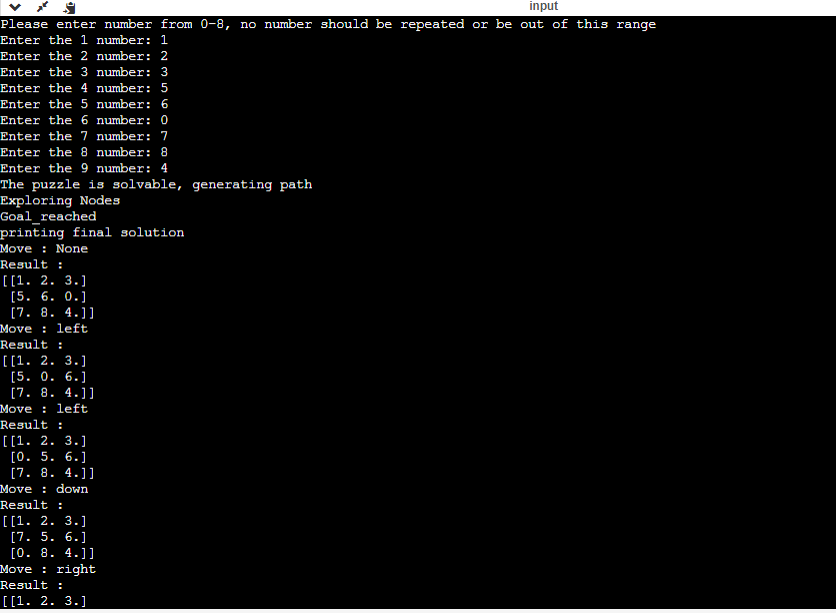 input
Please enter number from 0-8, no number should be repeated or be out of this range
Enter the 1 number: 1
Enter the 2 number: 2
Enter the 3 number: 3
Enter the 4 number: 5
Enter the 5 number: 6
Enter the 6 number: 0
Enter the 7 number: 7
Enter the 8 number: 8
Enter the 9 number: 4
The puzzle is solvable, generating path
Exploring Nodes
Goal_reached
printing final solution
Move : None
Result :
[[1. 2. 3.]
 [5. 6. 0.]
 [7. 8. 4.]]
Move : left
Result :
[[1. 2. 3.]
 [5. 0. 6.]
 [7. 8. 4.]]
Move : left
Result :
[[1. 2. 3.]
 [0. 5. 6.]
 [7. 8. 4.]]
Move : down
Result :
[[1. 2. 3.]
 [7. 5. 6.]
 [0. 8. 4.]]
Move : right
Result :
[[1. 2. 3.]